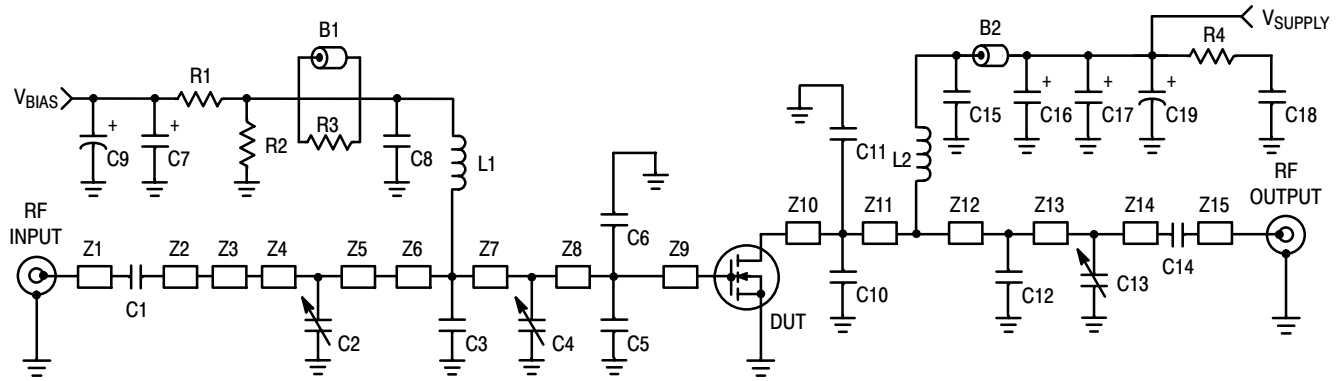 VBIAS
C9
+
C7
+
R1
R2
B1
R3
C8
L1
RF
INPUT
Z1
C1
Z2
Z3
Z4
C2
Z5
Z6
C3
Z7
C4
Z8
C6
C5
Z9
DUT
Z10
C11
C10
Z11
L2
C15
B2
C16
+
C17
+
C19
+
VSUPPLY
R4
C18
Z12
C12
Z13
C13
Z14
C14
Z15
RF
OUTPUT